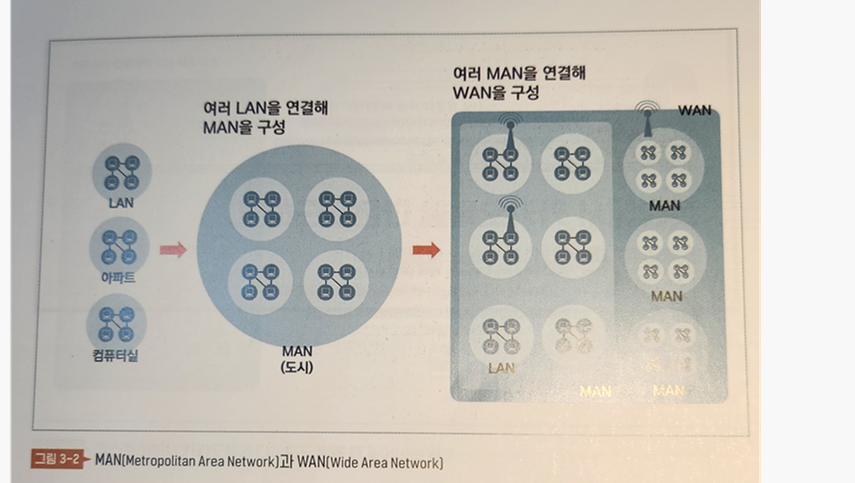 여러 LAN을 연결해
MAN을 구성
여러 MAN을 연결해
WAN을 구성
LAN
아파트
컴퓨터실
MAN
(도시)
WAN
MAN
MAN
LAN
MAN
MAN
그림 3-2
MAN(Metropolitan Area Network)과 WAN(Wide Area Network)